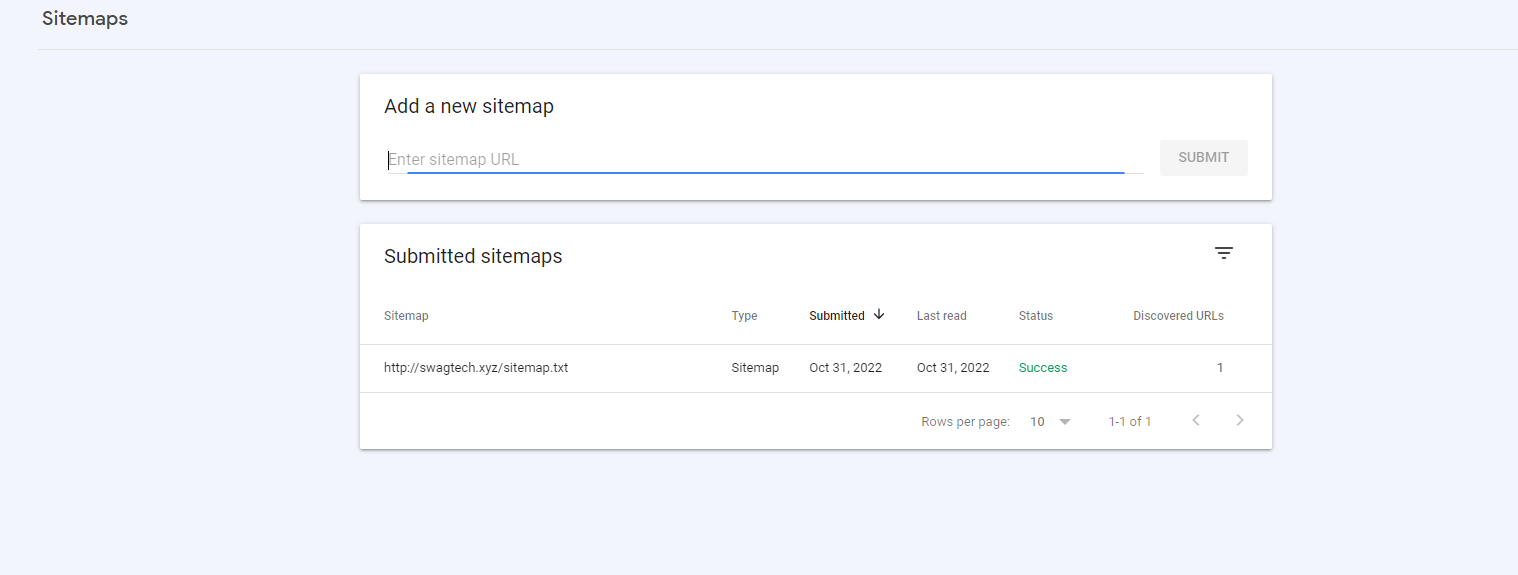 Sitemaps
Add a new sitemap
Enter sitemap URL
SUBMIT
Submitted sitemaps
Sitemap Type Submitted Last read Status Discovered URLs
http://swagtech.xyz/sitemap.txt Sitemap Oct 31, 2022 Oct 31, 2022 Success 1
Rows per page: 10 1-1 of 1